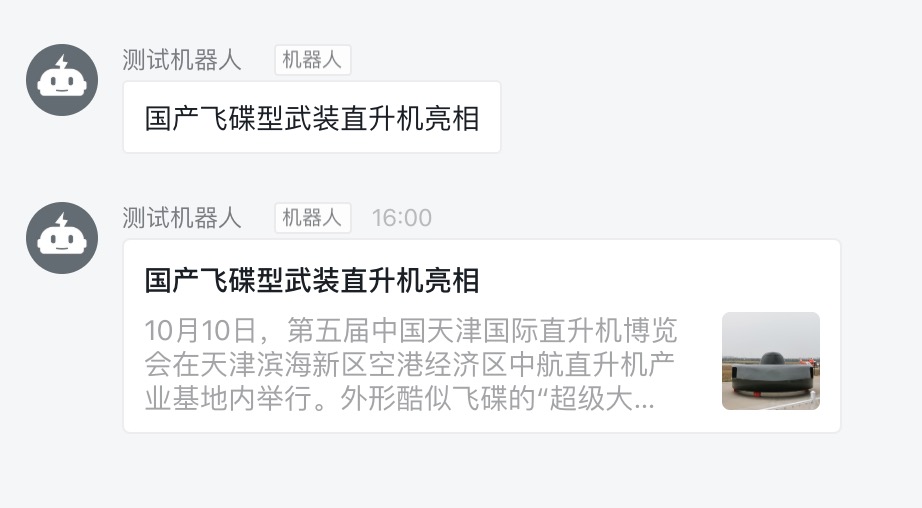 测试机器人 机器人
国产飞碟型武装直升机亮相
测试机器人 机器人 16:00
国产飞碟型武装直升机亮相
10月10日，第五届中国天津国际直升机博览
会在天津滨海新区空港经济区中航直升机产
业基地内举行。外形酷似飞碟的“超级大...